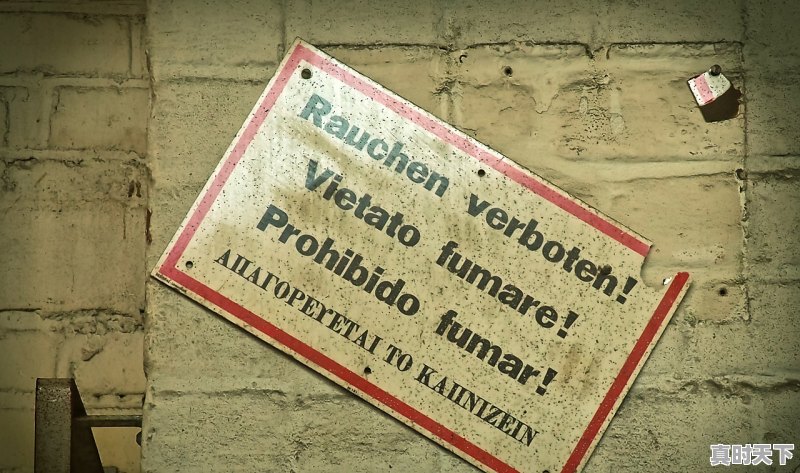 Rauchen verboten!
Vietato fumare!
Prohibido fumar!
ΑΠΑΓΟΡΕΥΕΤΑΙ ΤΟ ΚΑΠΝΙΖΕΙΝ
真时天下